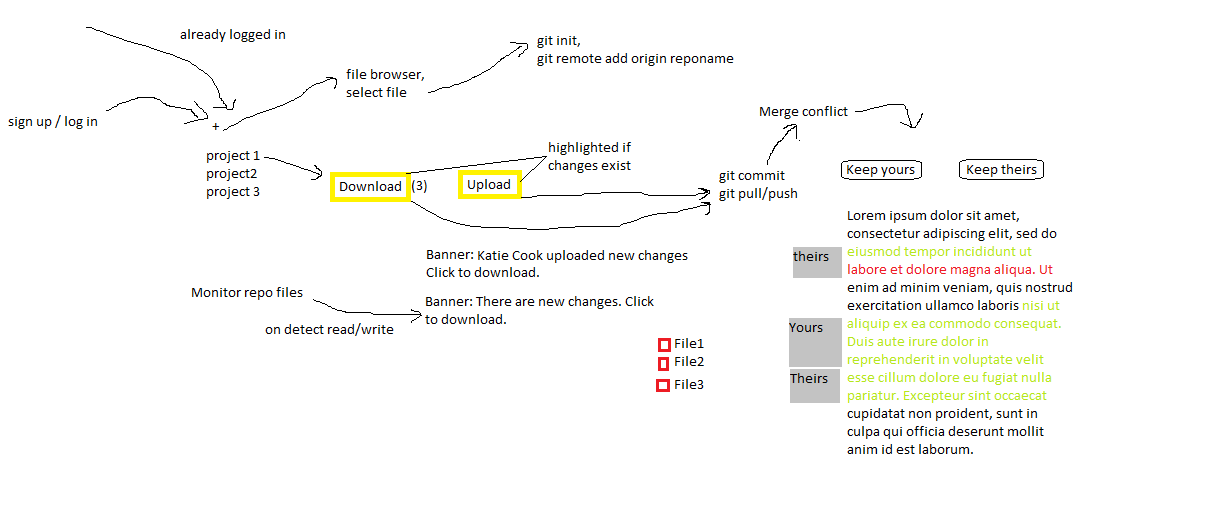 already logged in
git init,
git remote add origin reponame
file browser,
select file
sign up / log in
+
project 1
project2
project 3
Download (3)
Upload
highlighted if
changes exist
Merge conflict
git commit
git pull/push
Keep yours
Keep theirs
Banner: Katie Cook uploaded new changes
Click to download.
Monitor repo files
on detect read/write
Banner: There are new changes. Click
to download.
File1
File2
File3
theirs
Yours
Theirs
Lorem ipsum dolor sit amet,
consectetur adipiscing elit, sed do
eiusmod tempor incididunt ut
labore et dolore magna aliqua. Ut
enim ad minim veniam, quis nostrud
exercitation ullamco laboris nisi ut
aliquip ex ea commodo consequat.
Duis aute irure dolor in
reprehenderit in voluptate velit
esse cillum dolore eu fugiat nulla
pariatur. Excepteur sint occaecat
cupidatat non proident, sunt in
culpa qui officia deserunt mollit
anim id est laborum.